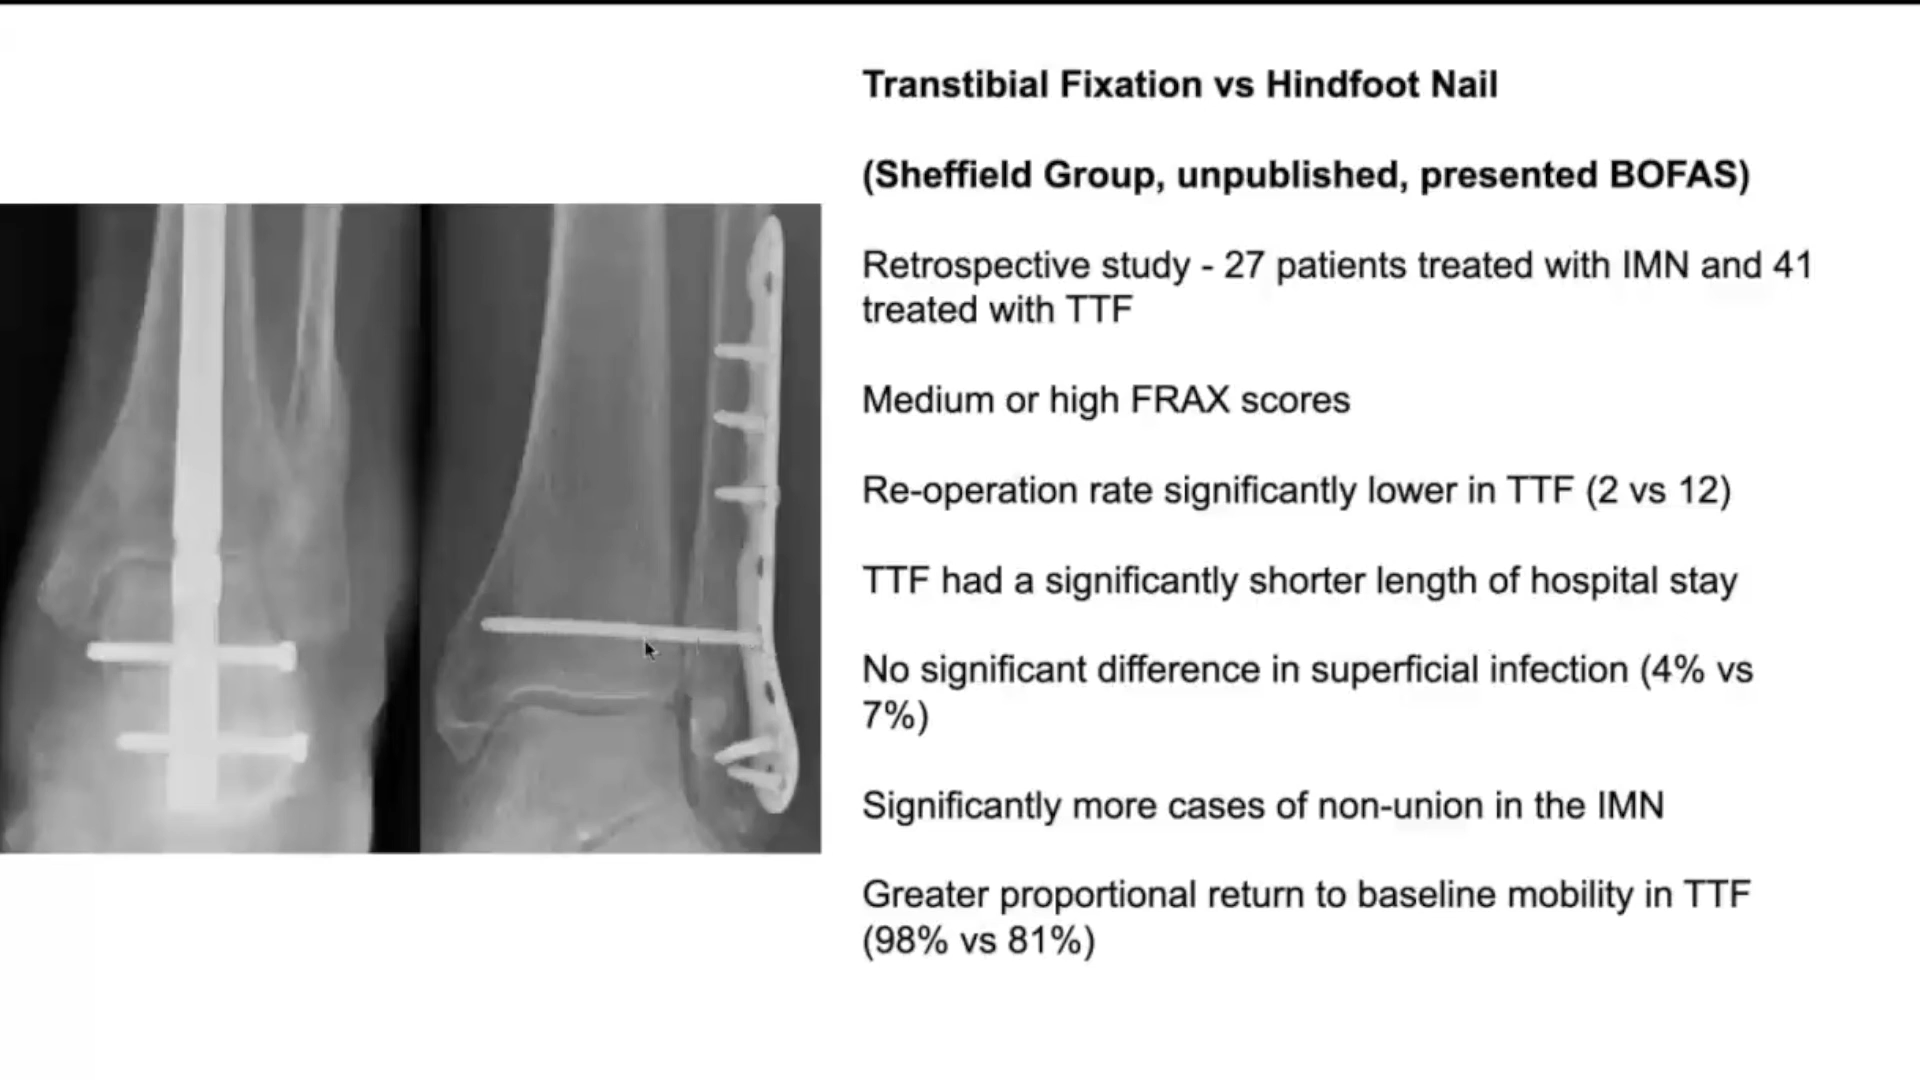 Transtibial Fixation vs Hindfoot Nail
(Sheffield Group, unpublished, presented BOFAS)
Retrospective study - 27 patients treated with IMN and 41
treated with TTF
Medium or high FRAX scores
Re-operation rate significantly lower in TTF (2 vs 12)
TTF had a significantly shorter length of hospital stay
No significant difference in superficial infection (4% vs
7%)
Significantly more cases of non-union in the IMN
Greater proportional return to baseline mobility in TTF
(98% vs 81%)